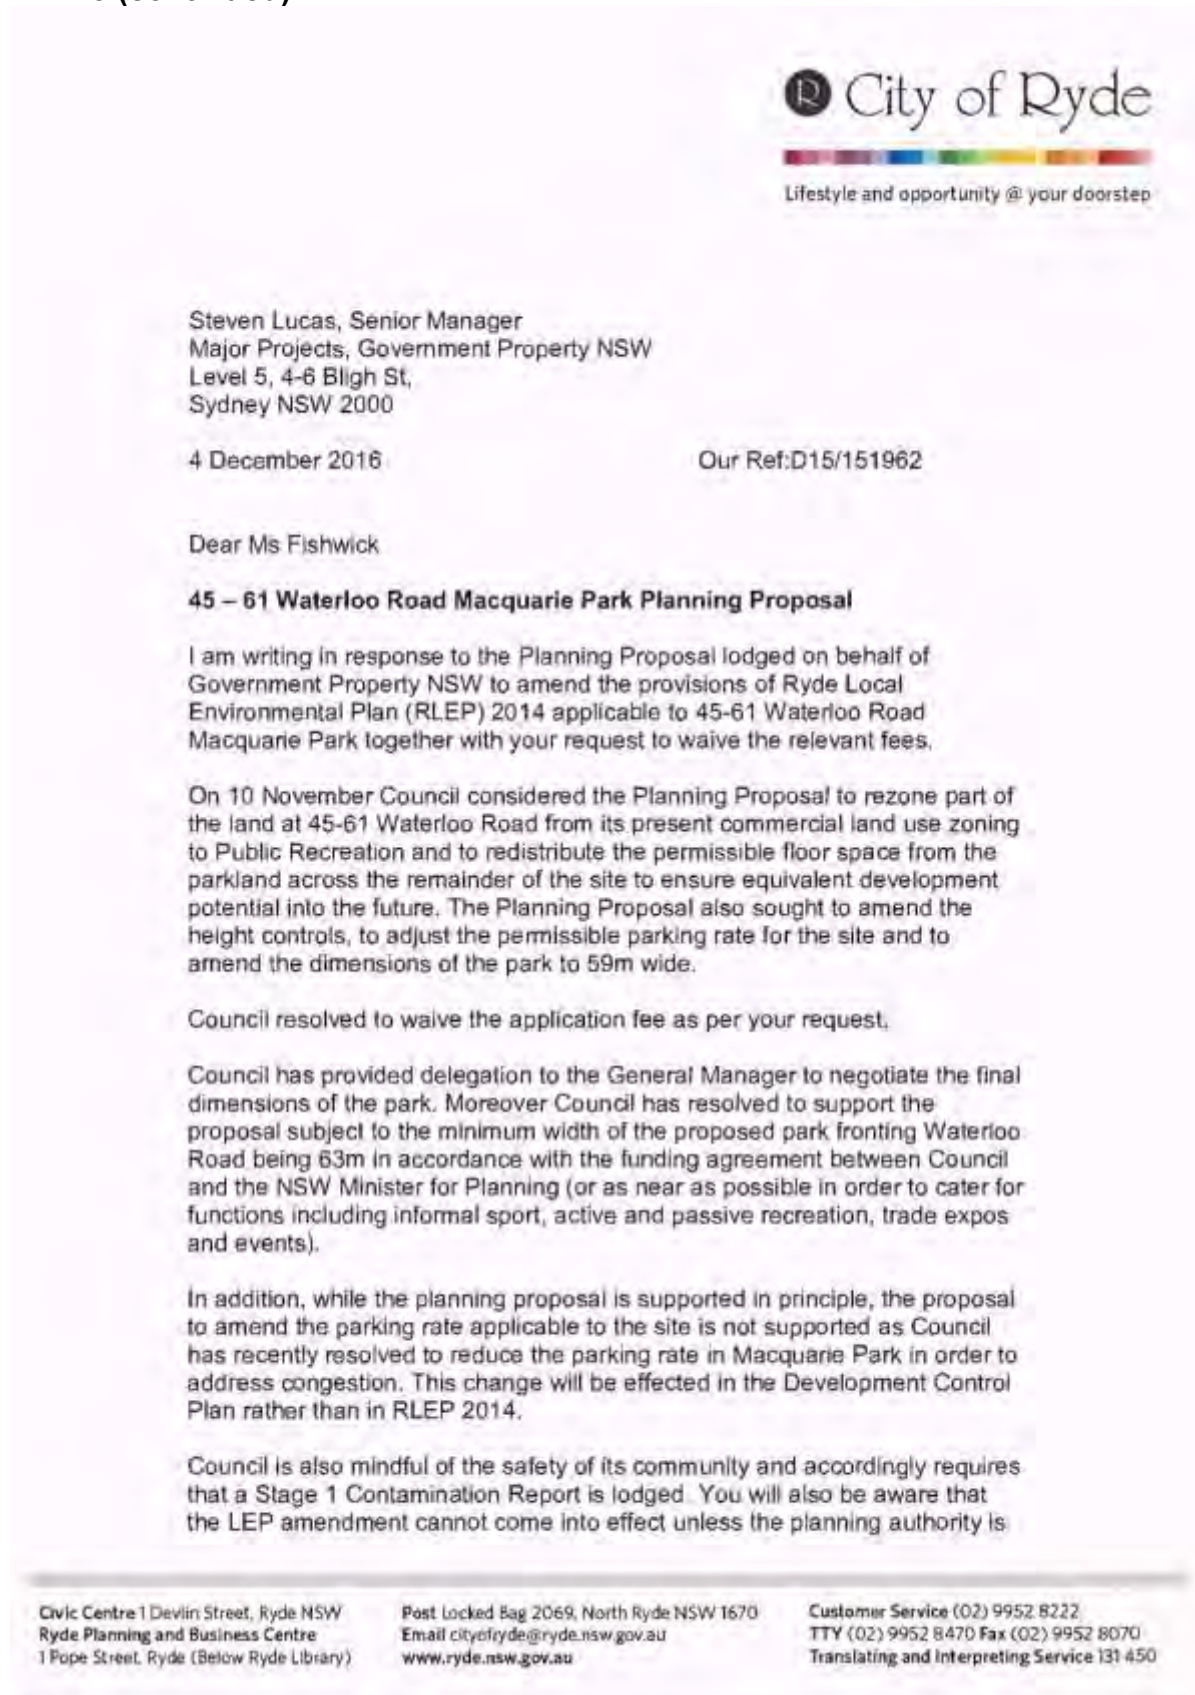 City of Ryde
Lifestyle and opportunity @ your doorstep
Steven Lucas, Senior Manager
Major Projects, Government Property NSW
Level 5, 4-6 Bligh St,
Sydney NSW 2000
4 December 2016 Our Ref:D15/151962
Dear Ms Fishwick
45 – 61 Waterloo Road Macquarie Park Planning Proposal
I am writing in response to the Planning Proposal lodged on behalf of
Government Property NSW to amend the provisions of Ryde Local
Environmental Plan (RLEP) 2014 applicable to 45-61 Waterloo Road
Macquarie Park together with your request to waive the relevant fees.
On 10 November Council considered the Planning Proposal to rezone part of
the land at 45-61 Waterloo Road from its present commercial land use zoning
to Public Recreation and to redistribute the permissible floor space from the
parkland across the remainder of the site to ensure equivalent development
potential into the future. The Planning Proposal also sought to amend the
height controls, to adjust the permissible parking rate for the site and to
amend the dimensions of the park to 59m wide.
Council resolved to waive the application fee as per your request.
Council has provided delegation to the General Manager to negotiate the final
dimensions of the park. Moreover Council has resolved to support the
proposal subject to the minimum width of the proposed park fronting Waterloo
Road being 63m in accordance with the funding agreement between Council
and the NSW Minister for Planning (or as near as possible in order to cater for
functions including informal sport, active and passive recreation, trade expos
and events).
In addition, while the planning proposal is supported in principle, the proposal
to amend the parking rate applicable to the site is not supported as Council
has recently resolved to reduce the parking rate in Macquarie Park in order to
address congestion. This change will be effected in the Development Control
Plan rather than in RLEP 2014.
Council is also mindful of the safety of its community and accordingly requires
that a Stage 1 Contamination Report is lodged. You will also be aware that
the LEP amendment cannot come into effect unless the planning authority is
Civic Centre 1 Devlin Street, Ryde NSW
Ryde Planning and Business Centre
1 Pope Street, Ryde (Below Ryde Library)
Post Locked Bag 2069, North Ryde NSW 1670
Email cityofryde@ryde.nsw.gov.au
www.ryde.nsw.gov.au
Customer Service (02) 9952 8222
TTY (02) 9952 8470 Fax (02) 9952 8070
Translating and Interpreting Service 131 450